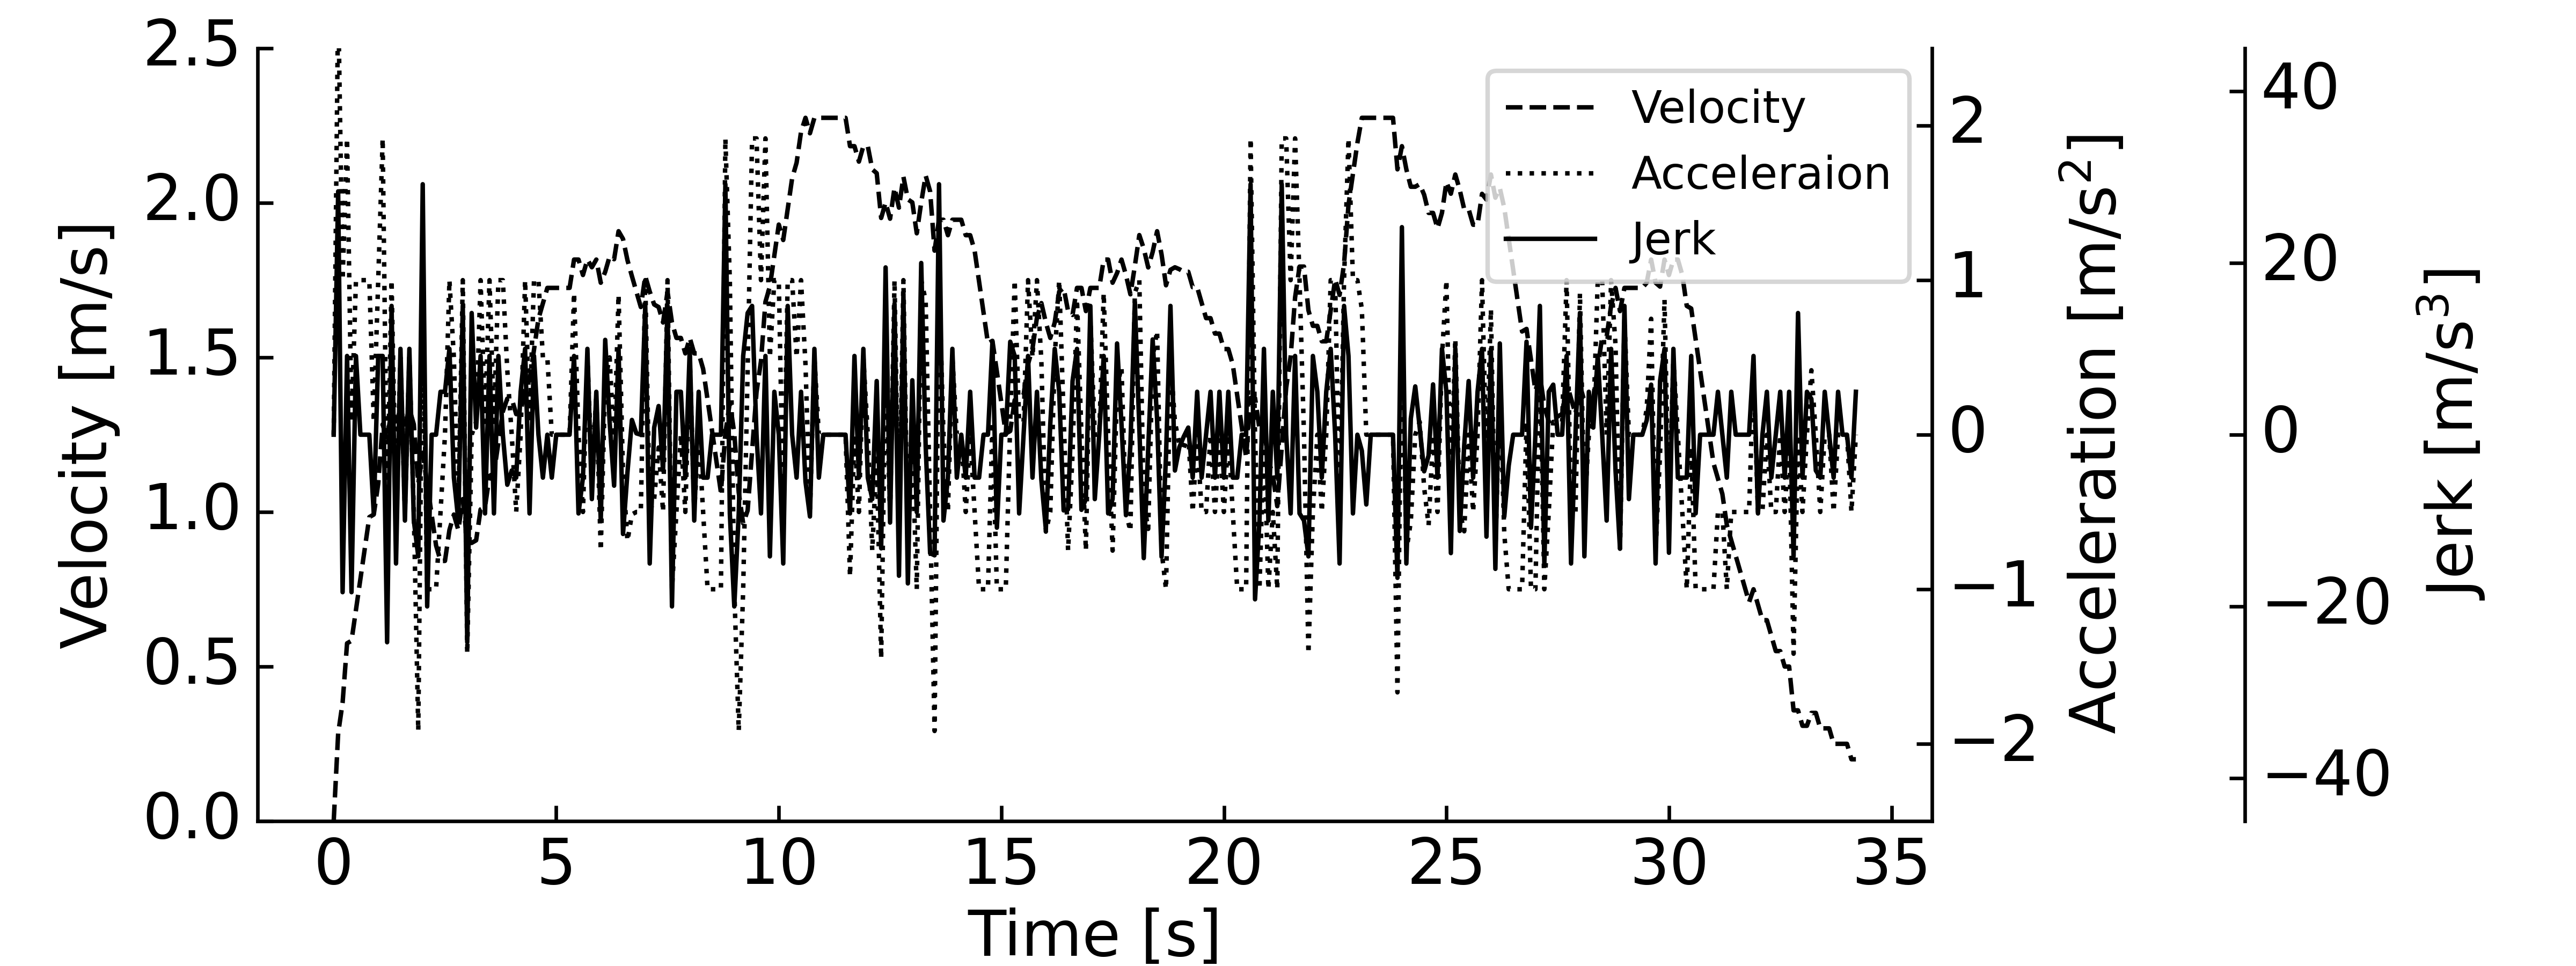 Velocity [m/s]
2.5
2.0
1.5
1.0
0.5
0.0
0 5 10 15 20 25 30 35
Time [s]
Velocity
Acceleraion
Jerk
2
1
0
−1
−2
Acceleration [m/s²]
40
20
0
−20
−40
Jerk [m/s³]